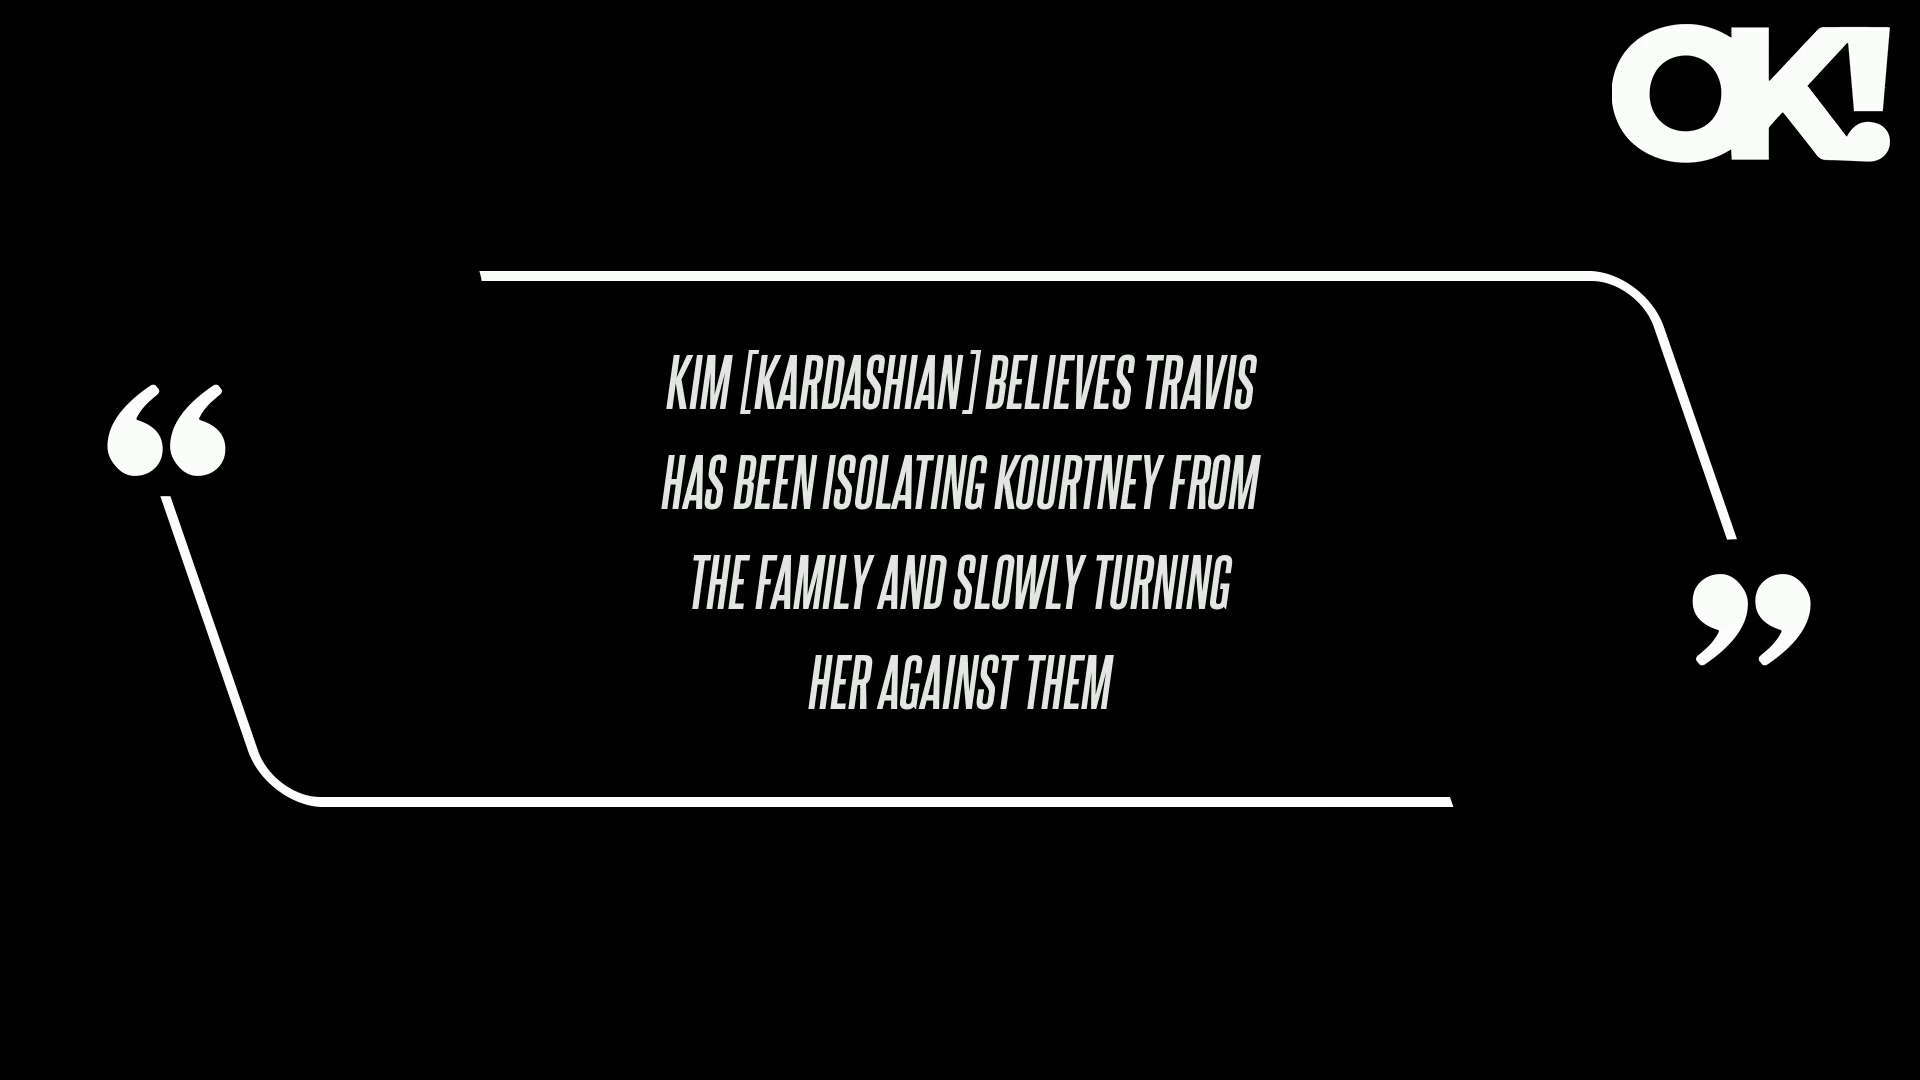 OK!
“
KIM [KARDASHIAN] BELIEVES TRAVIS
HAS BEEN ISOLATING KOURTNEY FROM
THE FAMILY AND SLOWLY TURNING
HER AGAINST THEM
”